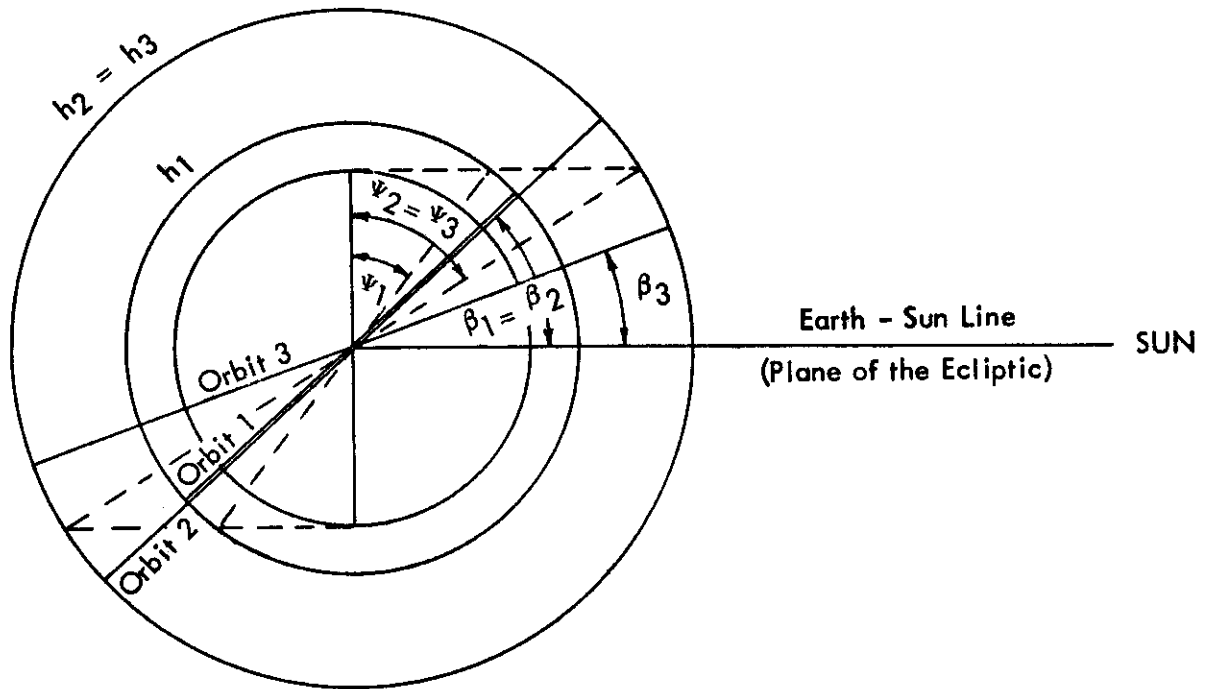 h2 = h3
h1
Ψ2 = Ψ3
Ψ1
β1 = β2
β3
Earth - Sun Line
SUN
(Plane of the Ecliptic)
Orbit 3
Orbit 1
Orbit 2